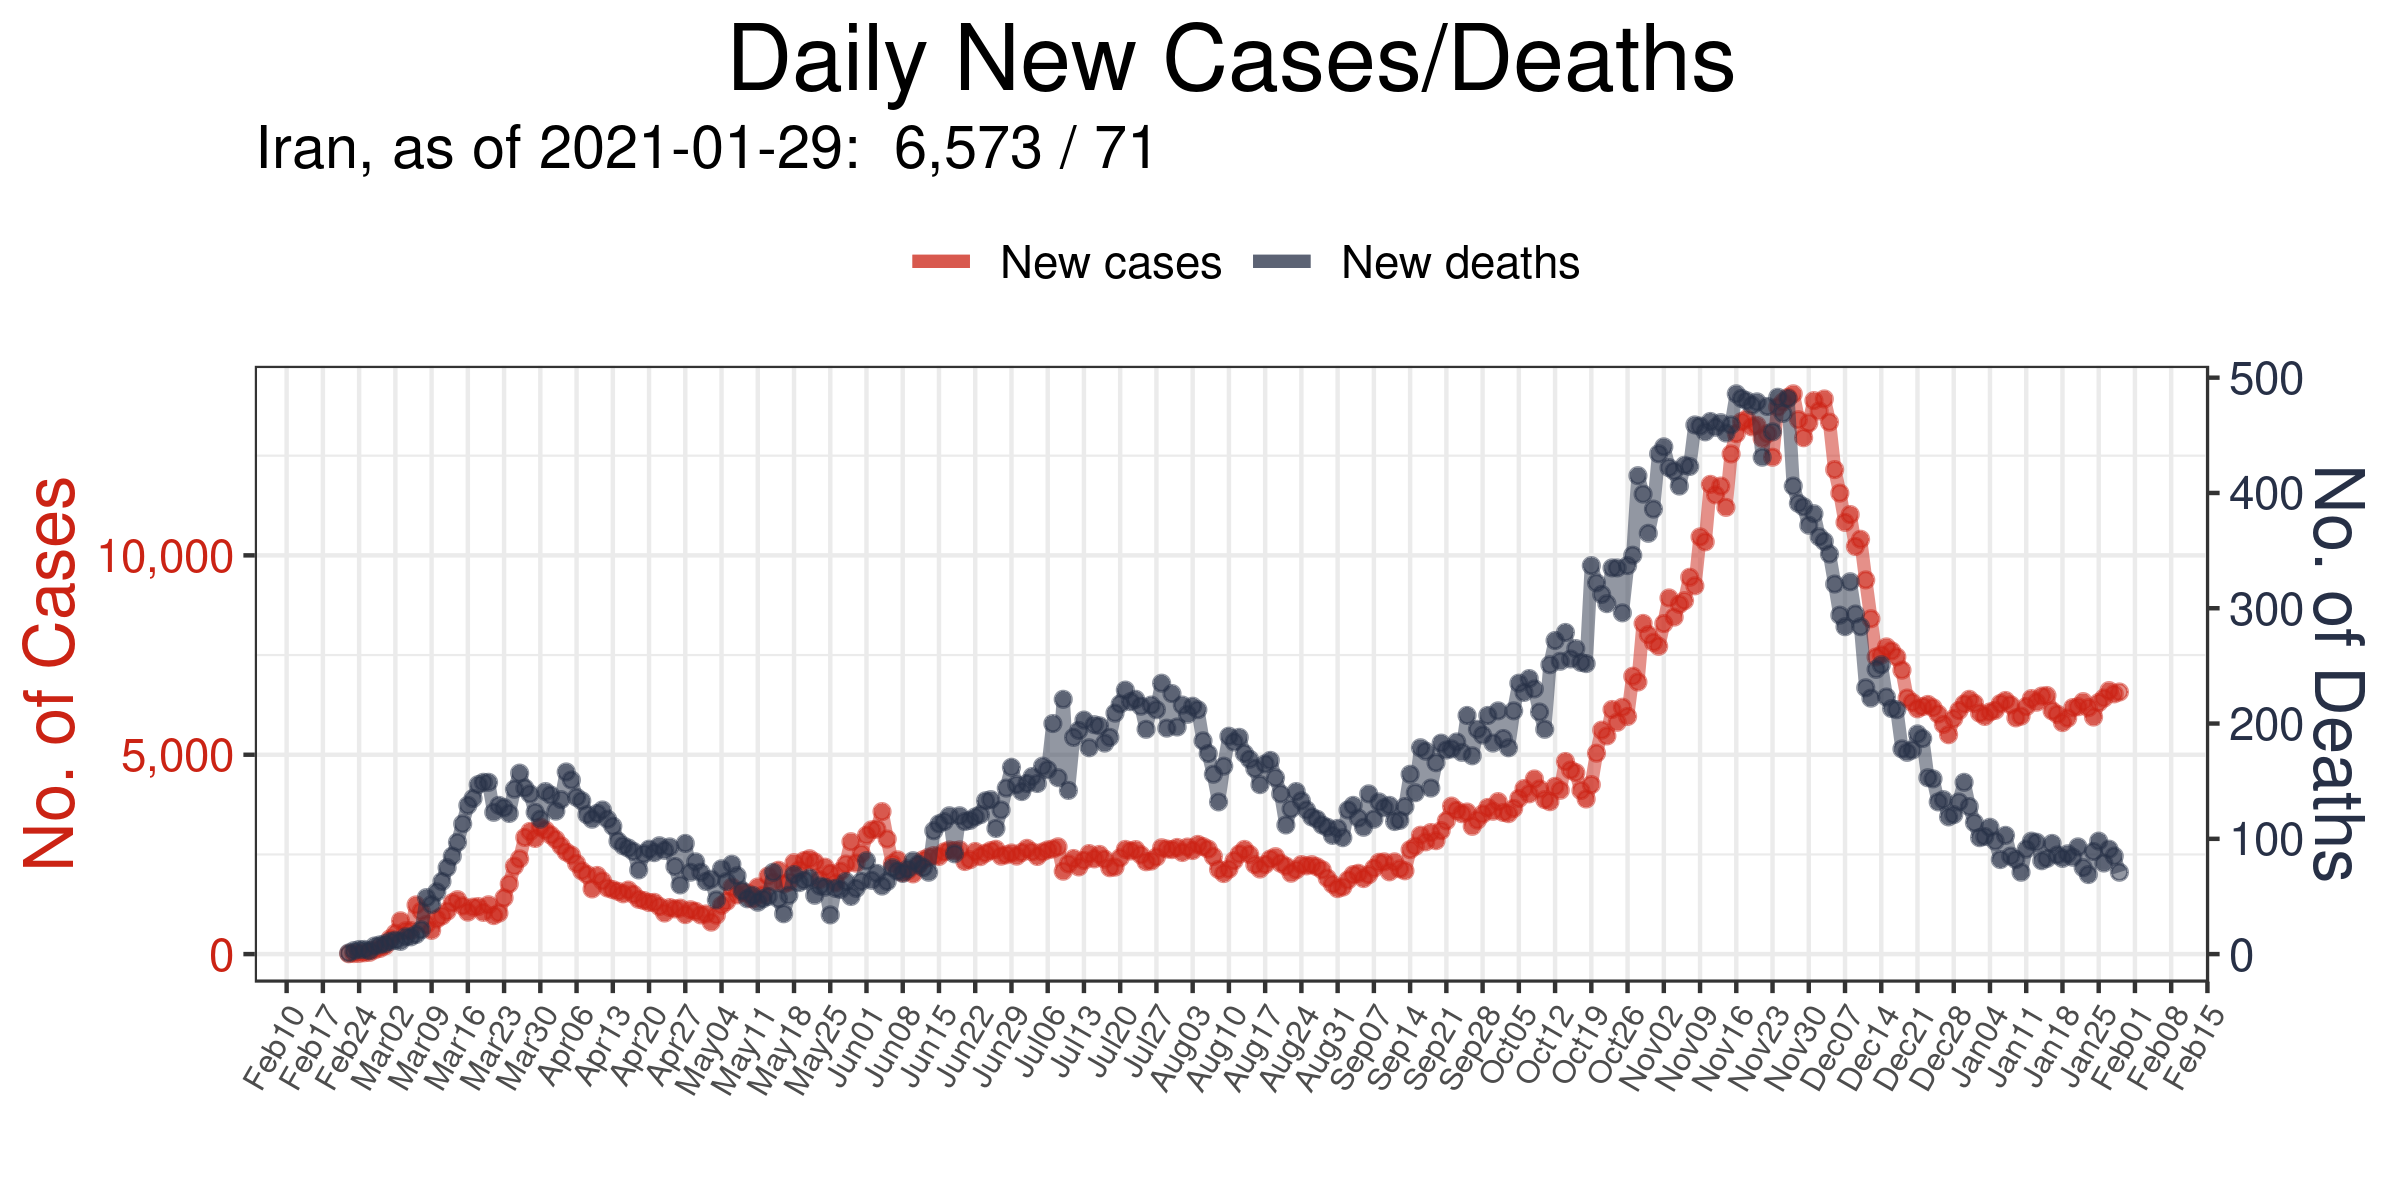 Daily New Cases/Deaths
Iran, as of 2021-01-29:  6,573 / 71
New cases
New deaths
No. of Cases
10,000
5,000
0
500
400
300
200
100
0
No. of Deaths
Feb10
Feb17
Feb24
Mar02
Mar09
Mar16
Mar23
Mar30
Apr06
Apr13
Apr20
Apr27
May04
May11
May18
May25
Jun01
Jun08
Jun15
Jun22
Jun29
Jul06
Jul13
Jul20
Jul27
Aug03
Aug10
Aug17
Aug24
Aug31
Sep07
Sep14
Sep21
Sep28
Oct05
Oct12
Oct19
Oct26
Nov02
Nov09
Nov16
Nov23
Nov30
Dec07
Dec14
Dec21
Dec28
Jan04
Jan11
Jan18
Jan25
Feb01
Feb08
Feb15